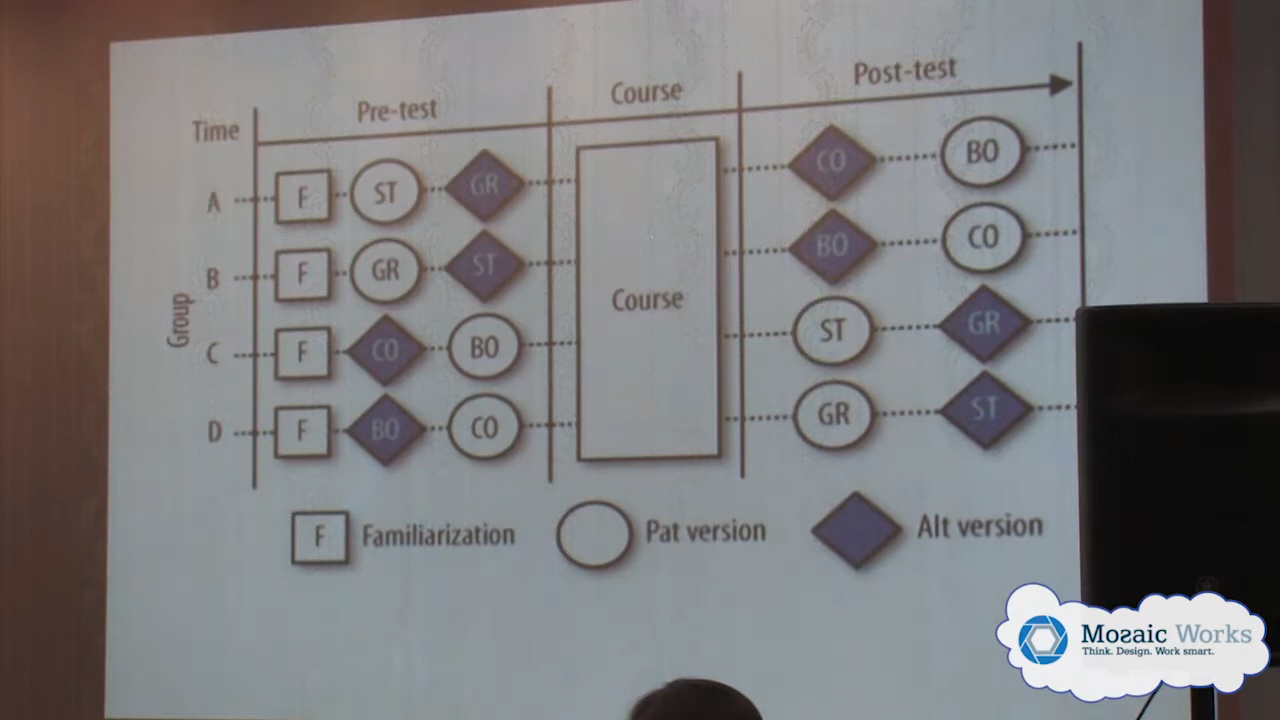 Time Pre-test Course Post-test
A F ST GR CO BO
B F GR ST BO CO
Group
Course
C F CO BO ST GR
D F BO CO GR ST
F Familiarization Pat version Alt version
Mozaic Works
Think. Design. Work smart.